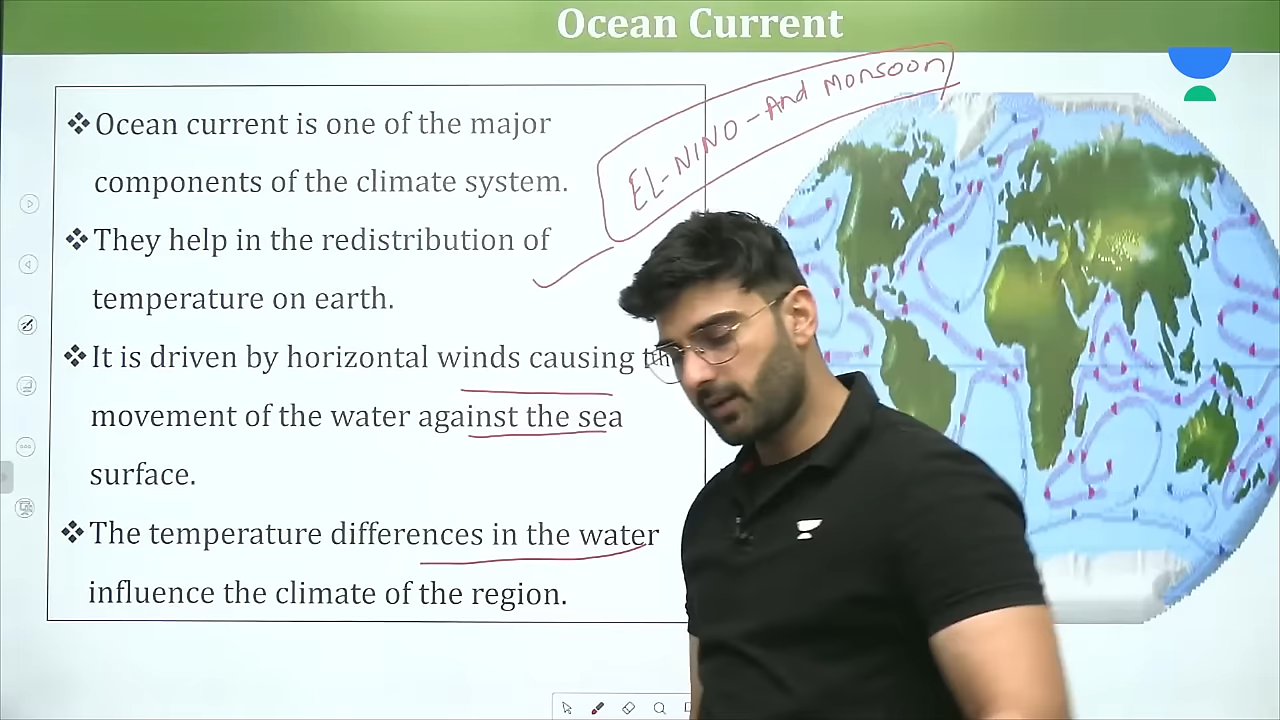 Ocean Current
EL-NINO-And Monsoon
❖Ocean current is one of the major
components of the climate system.
❖They help in the redistribution of
temperature on earth.
❖It is driven by horizontal winds causing
movement of the water against the sea
surface.
❖The temperature differences in the water
influence the climate of the region.